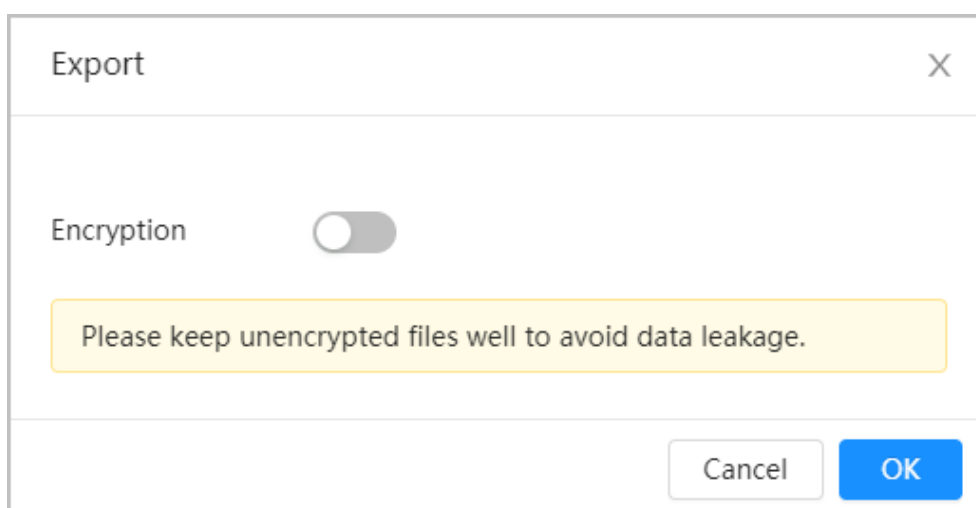 Export
Encryption
Please keep unencrypted files well to avoid data leakage.
Cancel OK